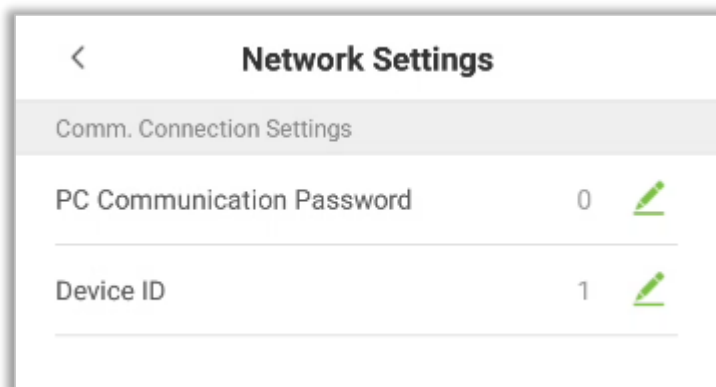 Network Settings
Comm. Connection Settings
PC Communication Password 0
Device ID 1